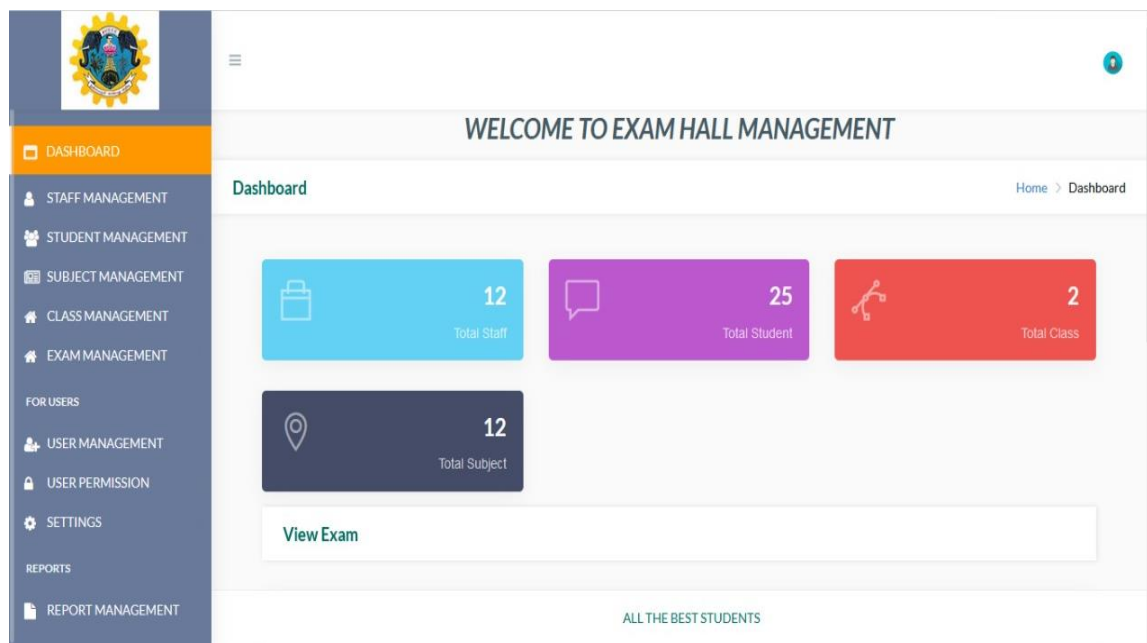 WELCOME TO EXAM HALL MANAGEMENT
DASHBOARD
STAFF MANAGEMENT
STUDENT MANAGEMENT
SUBJECT MANAGEMENT
CLASS MANAGEMENT
EXAM MANAGEMENT
FOR USERS
USER MANAGEMENT
USER PERMISSION
SETTINGS
REPORTS
REPORT MANAGEMENT
Dashboard
Home > Dashboard
12
Total Staff
25
Total Student
2
Total Class
12
Total Subject
View Exam
ALL THE BEST STUDENTS